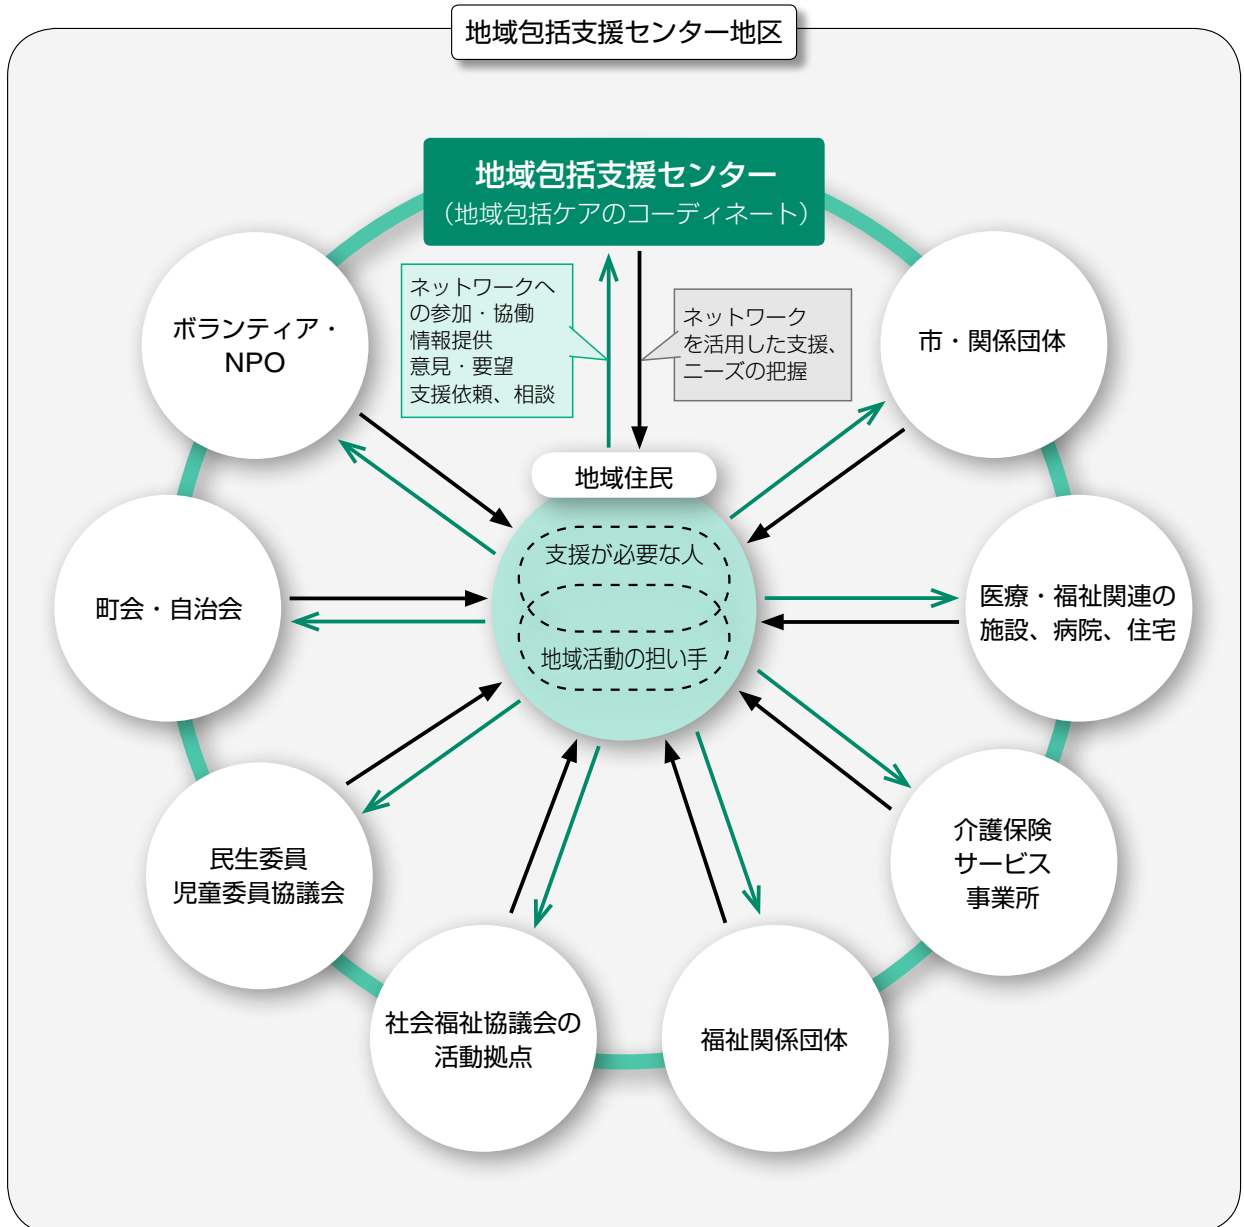 地域包括支援センター地区
地域包括支援センター
（地域包括ケアのコーディネート）
ネットワークへ
の参加・協働
情報提供
意見・要望
支援依頼、相談
ネットワーク
を活用した支援、
ニーズの把握
ボランティア・
NPO
市・関係団体
地域住民
支援が必要な人
地域活動の担い手
町会・自治会
医療・福祉関連の
施設、病院、住宅
民生委員
児童委員協議会
介護保険
サービス
事業所
社会福祉協議会の
活動拠点
福祉関係団体